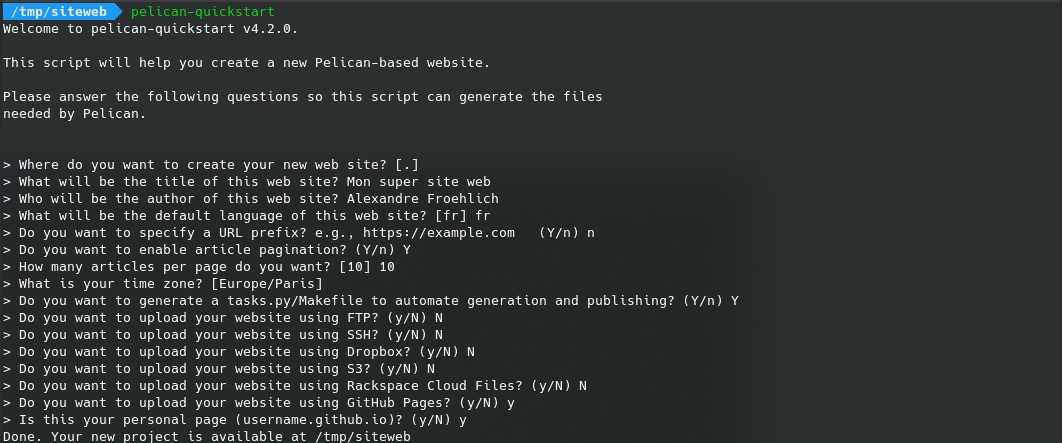 /tmp/siteweb pelican-quickstart
Welcome to pelican-quickstart v4.2.0.
This script will help you create a new Pelican-based website.
Please answer the following questions so this script can generate the files
needed by Pelican.
> Where do you want to create your new web site? [.]
> What will be the title of this web site? Mon super site web
> Who will be the author of this web site? Alexandre Froehlich
> What will be the default language of this web site? [fr] fr
> Do you want to specify a URL prefix? e.g., https://example.com   (Y/n) n
> Do you want to enable article pagination? (Y/n) Y
> How many articles per page do you want? [10] 10
> What is your time zone? [Europe/Paris]
> Do you want to generate a tasks.py/Makefile to automate generation and publishing? (Y/n) Y
> Do you want to upload your website using FTP? (y/N) N
> Do you want to upload your website using SSH? (y/N) N
> Do you want to upload your website using Dropbox? (y/N) N
> Do you want to upload your website using S3? (y/N) N
> Do you want to upload your website using Rackspace Cloud Files? (y/N) N
> Do you want to upload your website using GitHub Pages? (y/N) y
> Is this your personal page (username.github.io)? (y/N) y
Done. Your new project is available at /tmp/siteweb